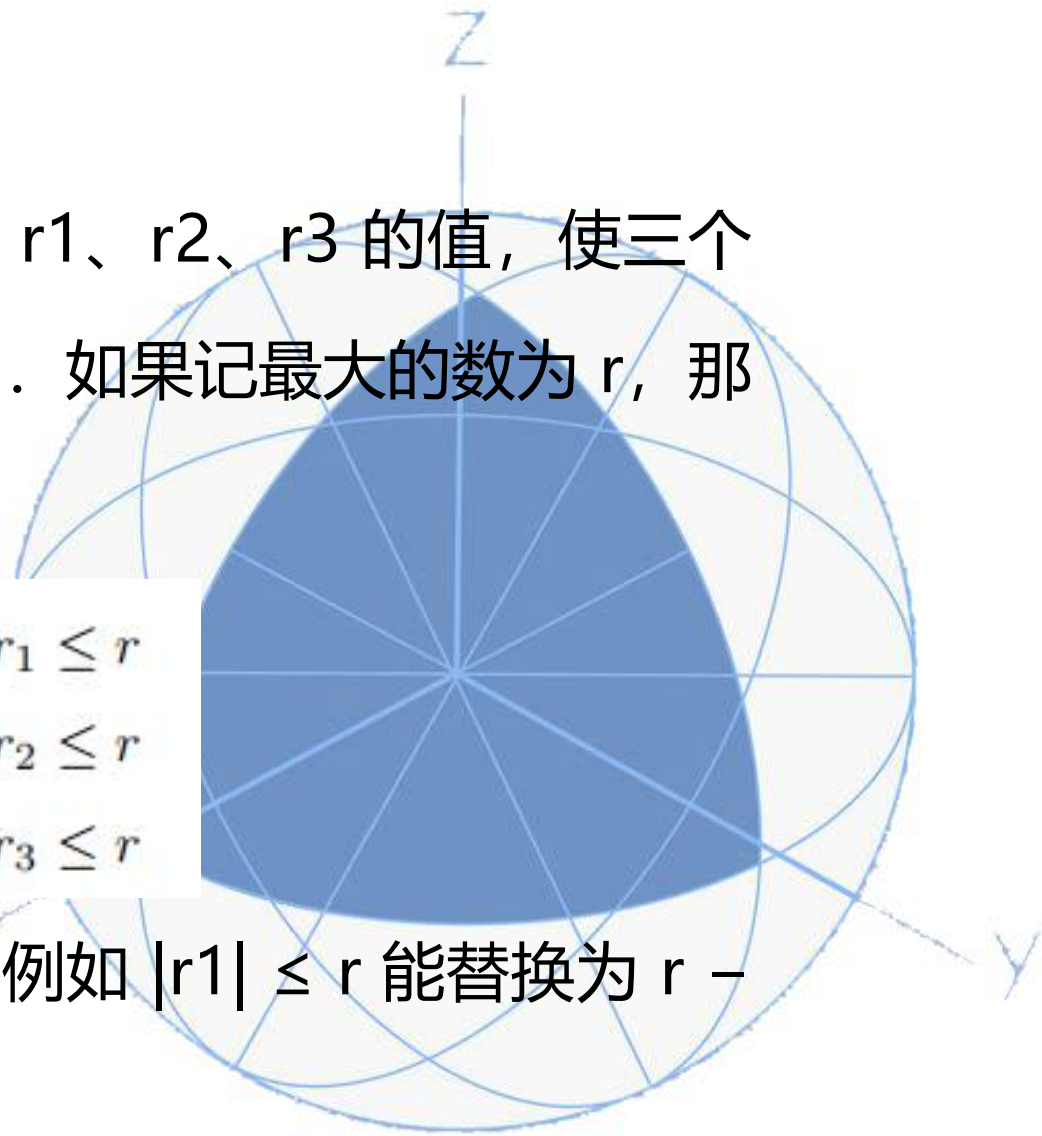 Z
r1、r2、r3 的值，使三个
．如果记最大的数为 r，那
r₁ ≤ r
r₂ ≤ r
r₃ ≤ r
例如 |r1| ≤ r 能替换为 r –
Y